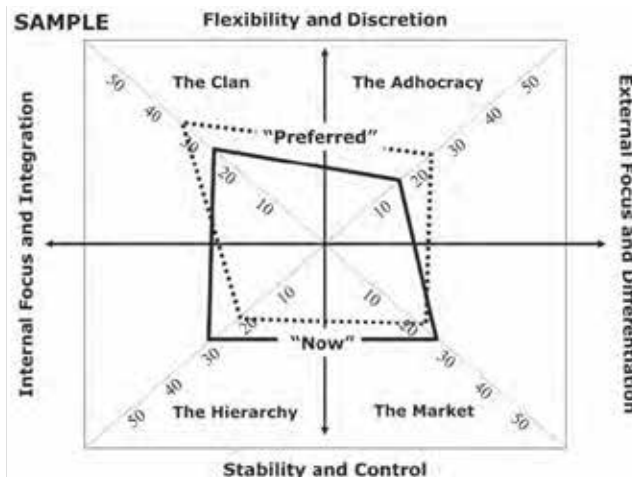 SAMPLE
Flexibility and Discretion
The Clan
The Adhocracy
50
40
30
20
10
50
40
30
20
10
"Preferred"
Internal Focus and Integration
External Focus and Differentiation
10
20
30
40
50
10
20
30
40
50
"Now"
The Hierarchy
The Market
Stability and Control